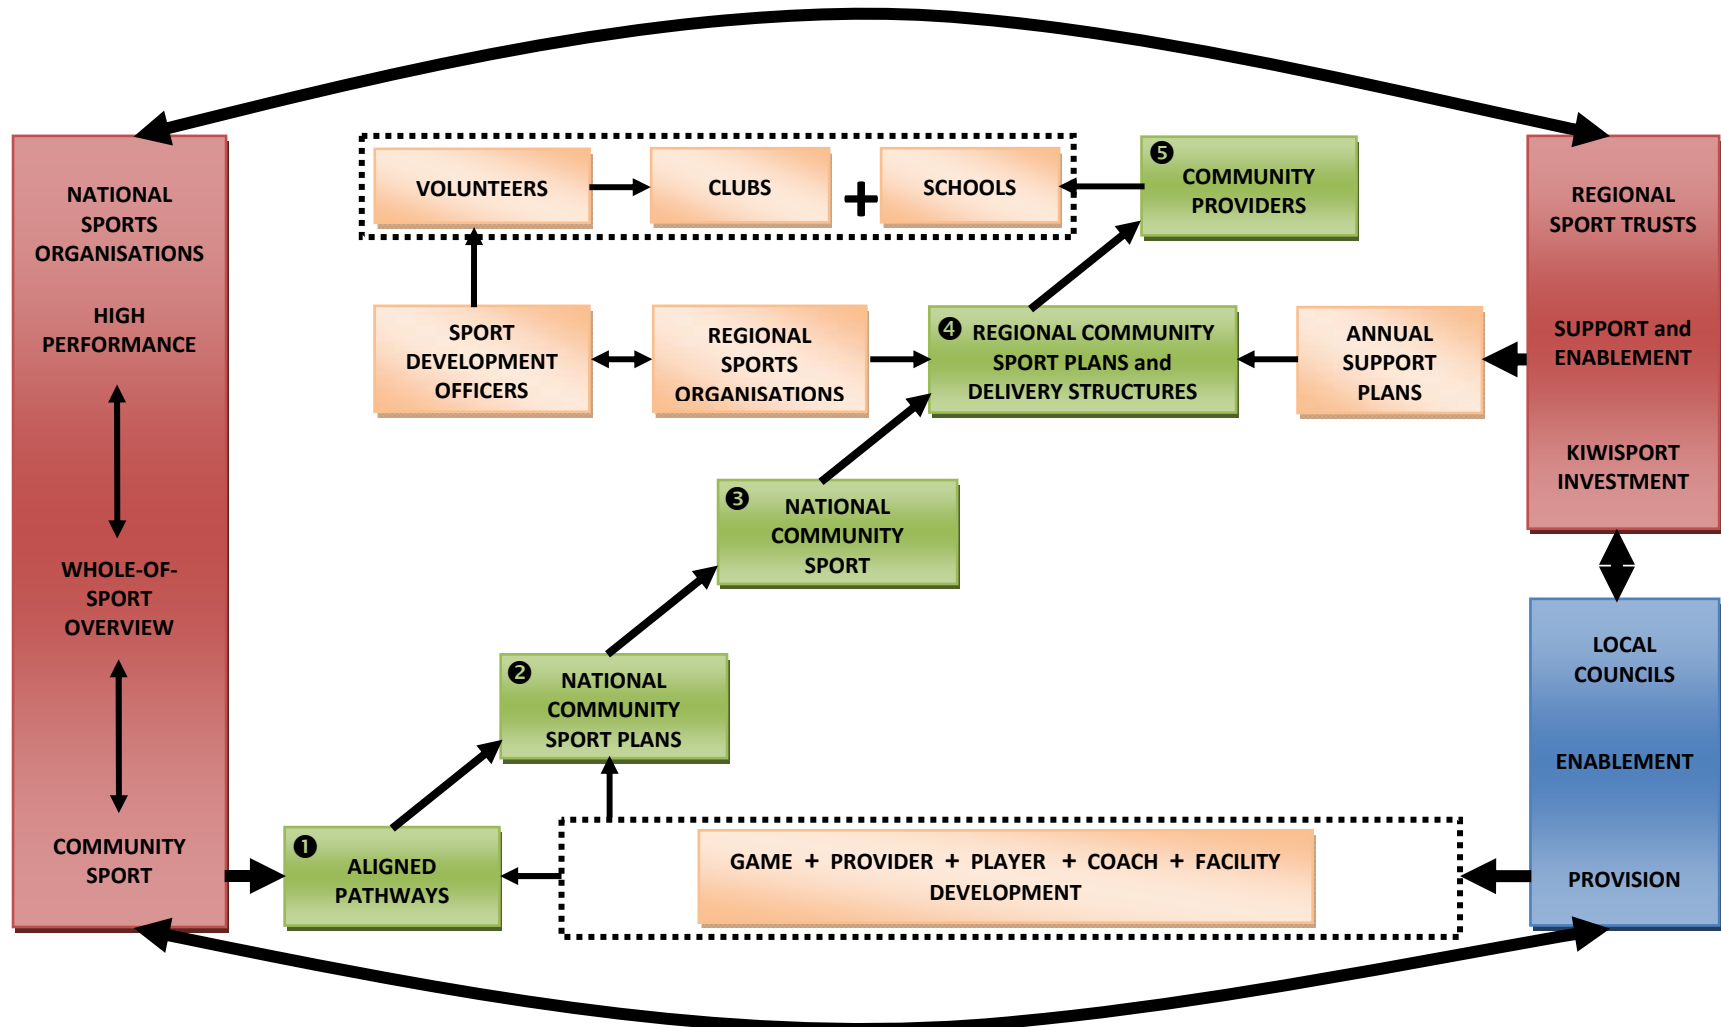 NATIONAL
SPORTS
ORGANISATIONS
HIGH
PERFORMANCE
WHOLE-OF-
SPORT
OVERVIEW
COMMUNITY
SPORT
VOLUNTEERS
CLUBS
+
SCHOOLS
❺
COMMUNITY
PROVIDERS
SPORT
DEVELOPMENT
OFFICERS
REGIONAL
SPORTS
ORGANISATIONS
❹ REGIONAL COMMUNITY
SPORT PLANS and
DELIVERY STRUCTURES
ANNUAL
SUPPORT
PLANS
❸
NATIONAL
COMMUNITY
SPORT
❷
NATIONAL
COMMUNITY
SPORT PLANS
❶
ALIGNED
PATHWAYS
GAME + PROVIDER + PLAYER + COACH + FACILITY
DEVELOPMENT
REGIONAL
SPORT TRUSTS
SUPPORT and
ENABLEMENT
KIWISPORT
INVESTMENT
LOCAL
COUNCILS
ENABLEMENT
PROVISION